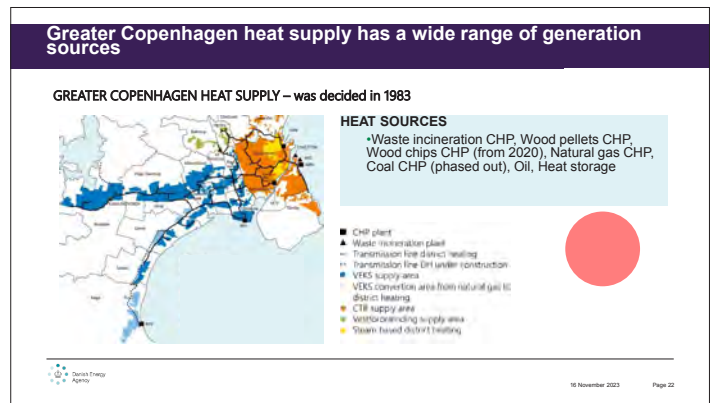 Greater Copenhagen heat supply has a wide range of generation
sources
GREATER COPENHAGEN HEAT SUPPLY – was decided in 1983
HEAT SOURCES
•Waste incineration CHP, Wood pellets CHP,
Wood chips CHP (from 2020), Natural gas CHP,
Coal CHP (phased out), Oil, Heat storage
CHP plant
Waste incineration plant
Transmission line district heating
Transmission line DH under construction
VEKS supply area
VEKS convertion area from natural gas to
district heating
CTR supply area
Vestforbrænding supply area
Steam based district heating
Danish Energy
Agency
16 November 2023
Page 22